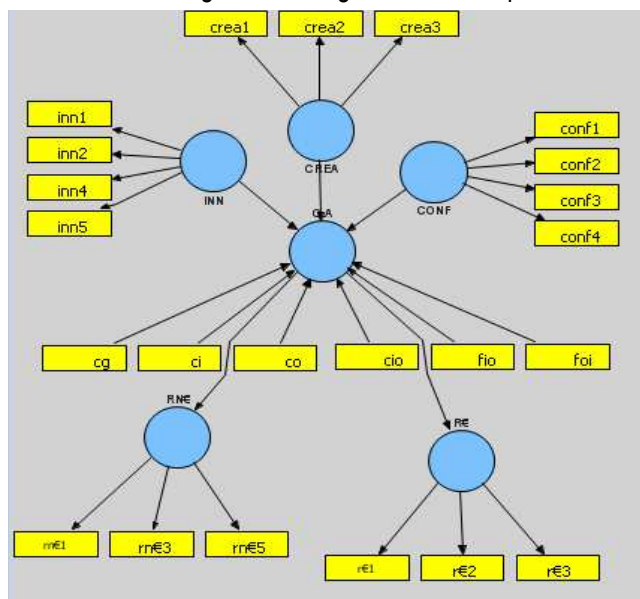 crea1 crea2 crea3
inn1
inn2
inn4
inn5
conf1
conf2
conf3
conf4
CREA
INN
CONF
cg ci co cio fio foi
RN€
R€
rn€1 rn€3 rn€5
r€1 r€2 r€3